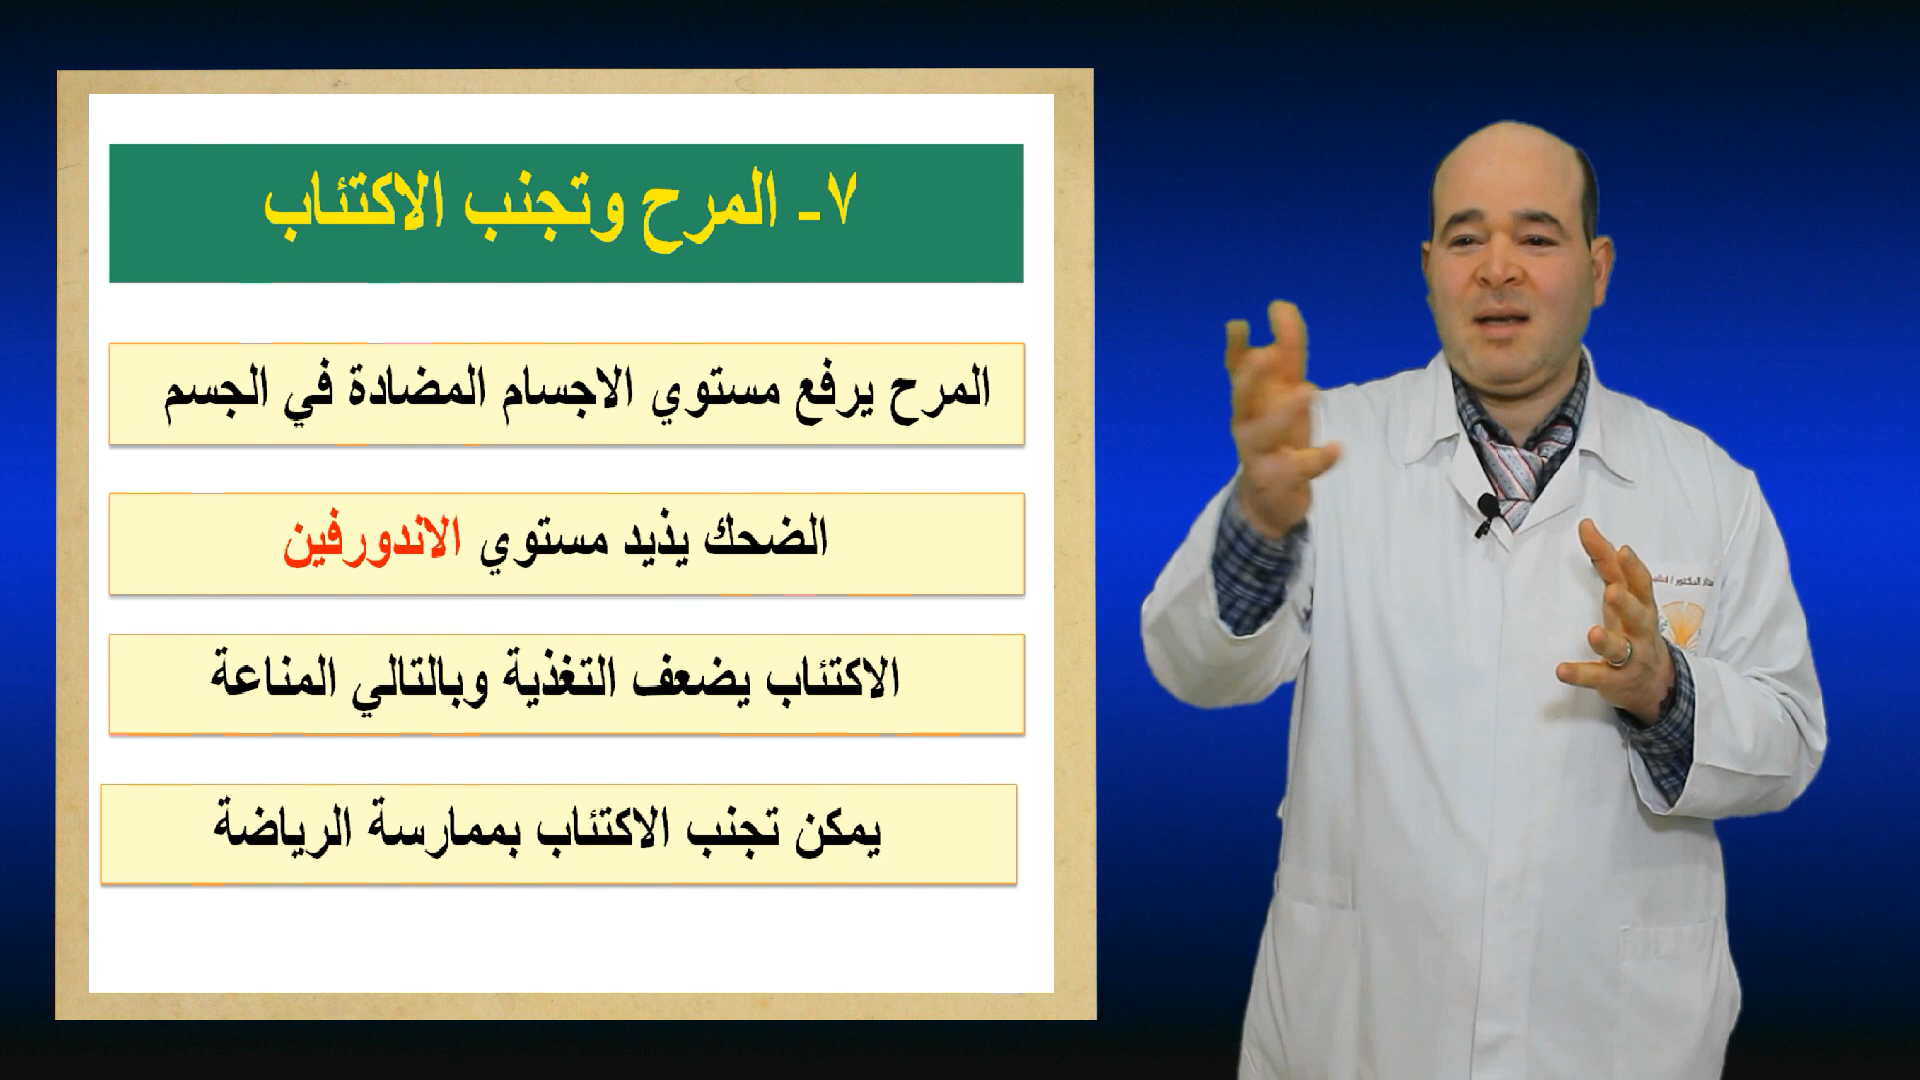 ٧- المرح وتجنب الاكتئاب
المرح يرفع مستوي الاجسام المضادة في الجسم
الضحك يذيد مستوي الاندورفين
الاكتئاب يضعف التغذية وبالتالي المناعة
يمكن تجنب الاكتئاب بممارسة الرياضة